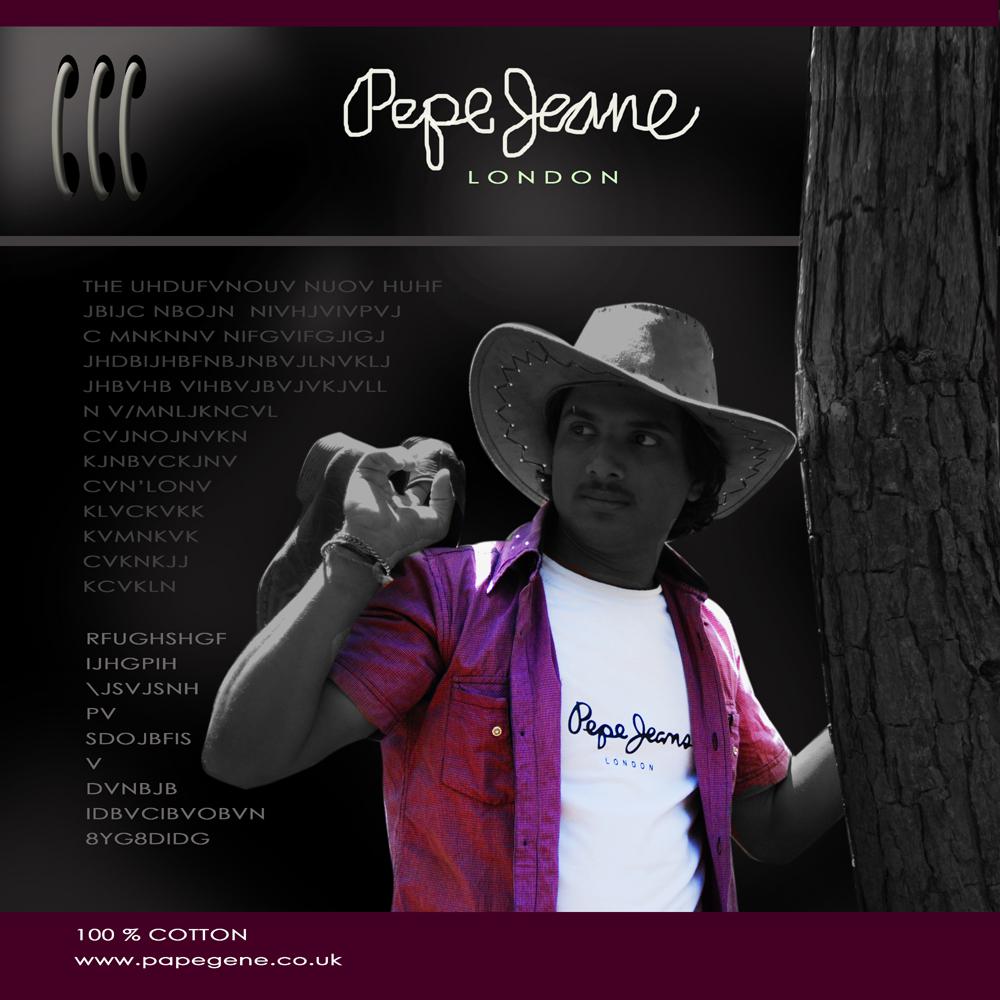 Pepe Jeane
LONDON
THE UHDUFVNOUV NUOV HUHF
JBIJC NBOJN NIVHJVIVPVJ
C MNKNNV NIFGVIFGJIGJ
JHDBIJHBFNBJNBVJLNVKLJ
JHBVHB VIHBVJBVJVKJVLL
N V/MNLJKNCVL
CVJNOJNVKN
KJNBVCKJNV
CVN'LONV
KLVCKVKK
KVMNKVK
CVKNKJJ
KCVKLN
RFUGHSHGF
IJHGPIH
\JSVJSNH
PV
SDOJBFIS
V
DVNBJB
IDBVCIBVOBVN
8YG8DIDG
Pepe Jeans
LONDON
100 % COTTON
www.papegene.co.uk